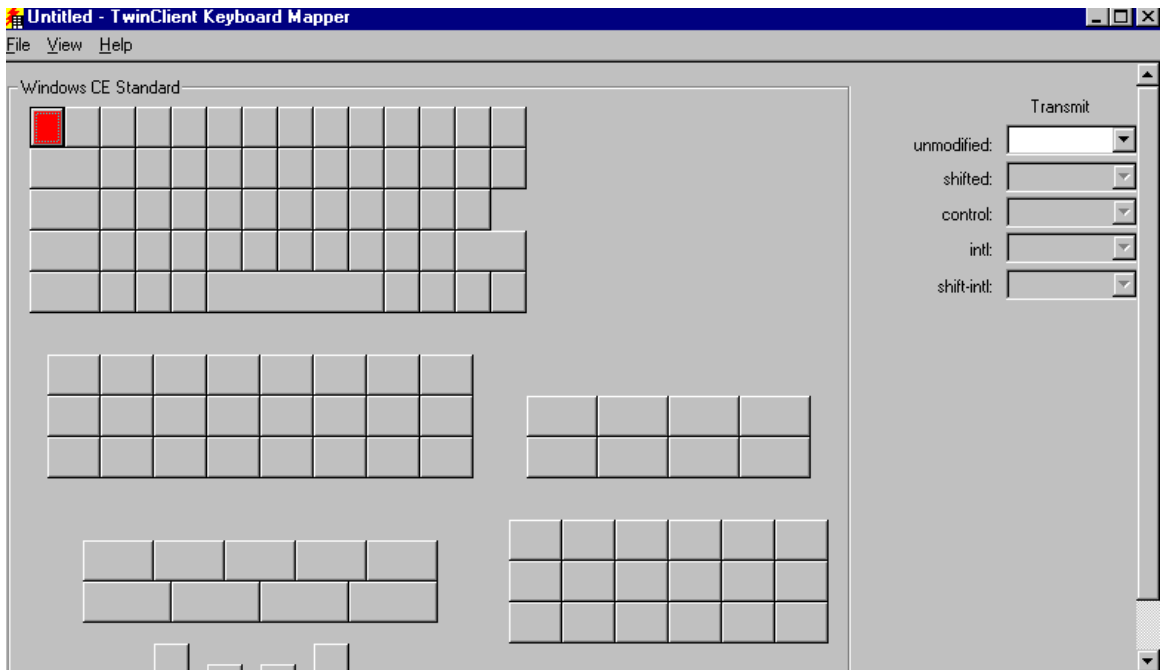 Untitled - TwinClient Keyboard Mapper
File View Help
Windows CE Standard
Transmit
unmodified:
shifted:
control:
intl:
shift-intl: